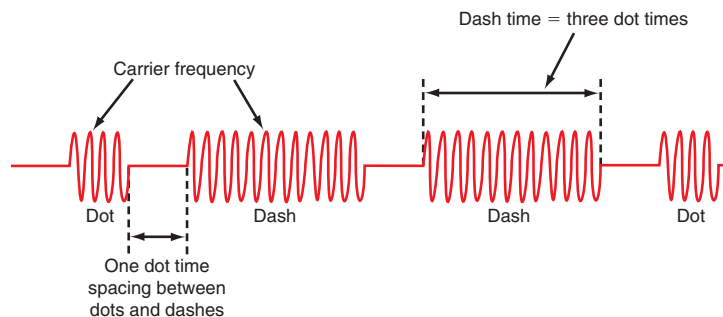 Dash time = three dot times
Carrier frequency
Dot
Dash
Dash
Dot
One dot time
spacing between
dots and dashes